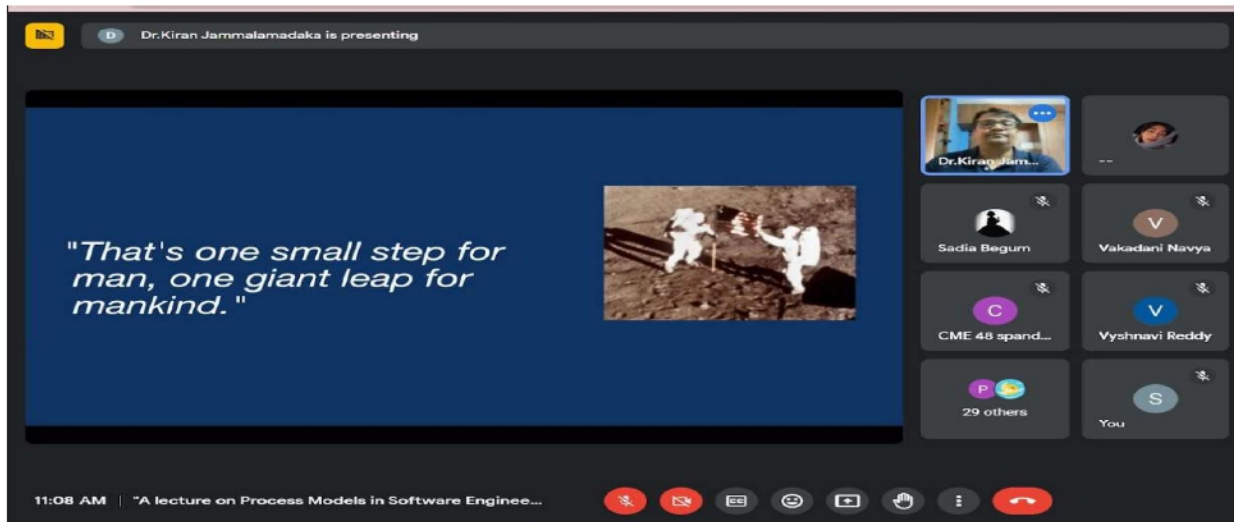 D Dr.Kiran Jammalamadaka is presenting
"That's one small step for
man, one giant leap for
mankind."
Dr.Kiran Jam...
--
Sadia Begum
V
Vakadani Navya
C
CME 48 spand...
V
Vyshnavi Reddy
P
29 others
S
You
11:08 AM | "A lecture on Process Models in Software Enginee...
CC